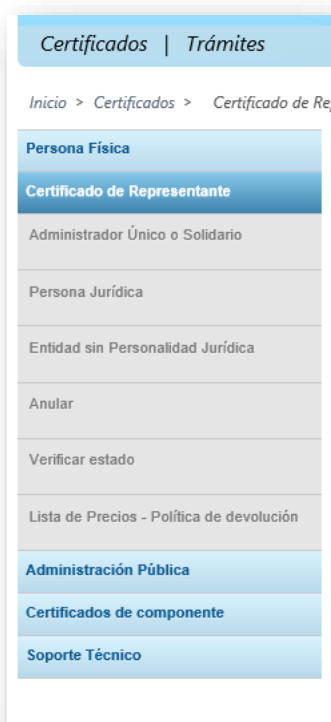 Certificados | Trámites
Inicio > Certificados > Certificado de
Persona Física
Certificado de Representante
Administrador Único o Solidario
Persona Jurídica
Entidad sin Personalidad Jurídica
Anular
Verificar estado
Lista de Precios - Política de devolución
Administración Pública
Certificados de componente
Soporte Técnico